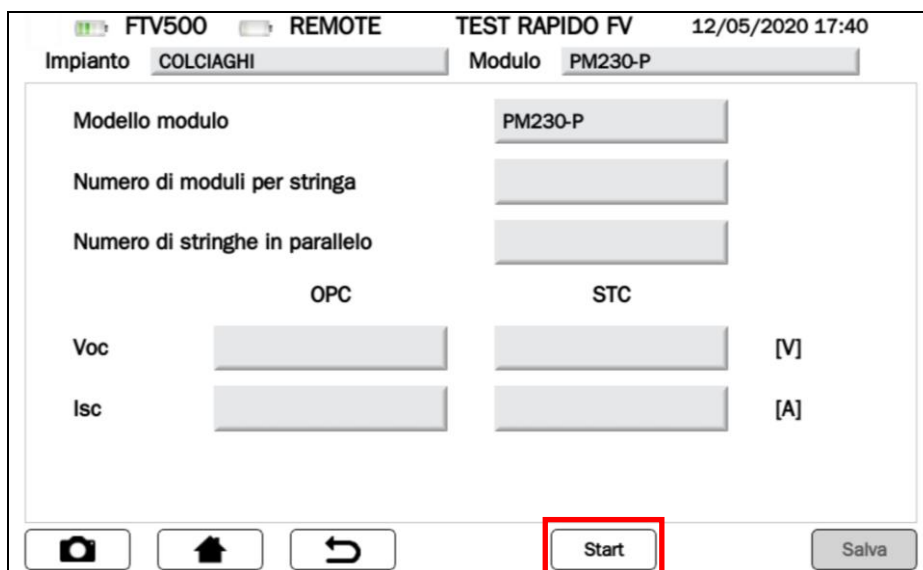 FTV500 REMOTE TEST RAPIDO FV 12/05/2020 17:40
Impianto COLCIAGHI Modulo PM230-P
Modello modulo PM230-P
Numero di moduli per stringa
Numero di stringhe in parallelo
OPC STC
Voc [V]
Isc [A]
Start Salva